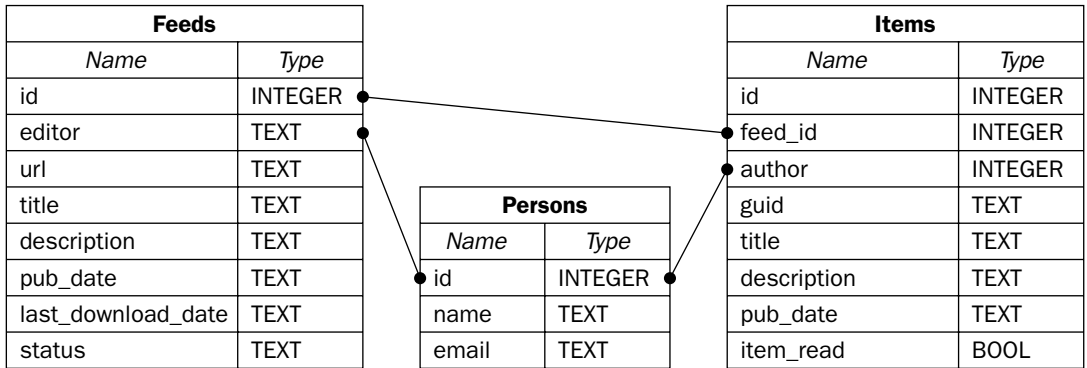 Feeds
Name Type
id INTEGER
editor TEXT
url TEXT
title TEXT
description TEXT
pub_date TEXT
last_download_date TEXT
status TEXT
Persons
Name Type
id INTEGER
name TEXT
email TEXT
Items
Name Type
id INTEGER
feed_id INTEGER
author INTEGER
guid TEXT
title TEXT
description TEXT
pub_date TEXT
item_read BOOL